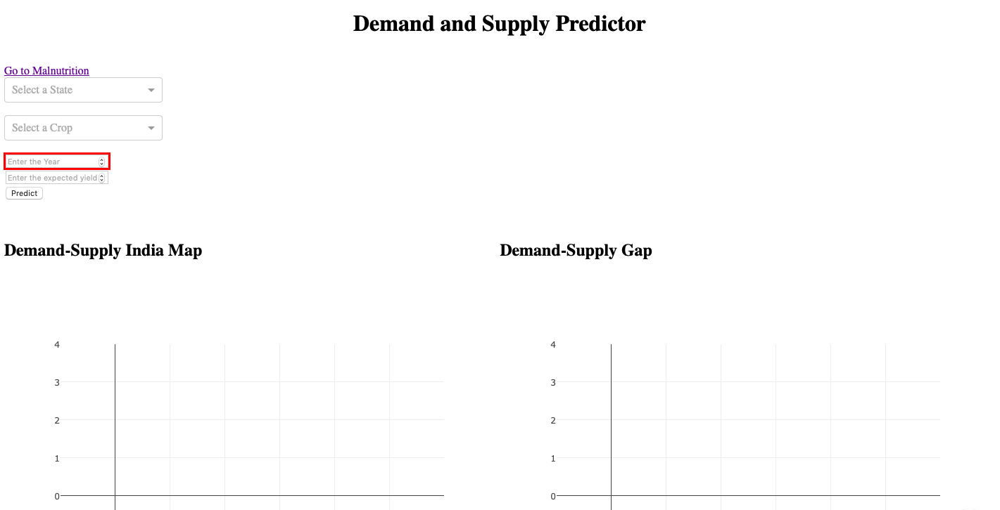 Demand and Supply Predictor
Go to Malnutrition
Select a State
Select a Crop
Enter the Year
Enter the expected yield
Predict
Demand-Supply India Map
4
3
2
1
0
Demand-Supply Gap
4
3
2
1
0